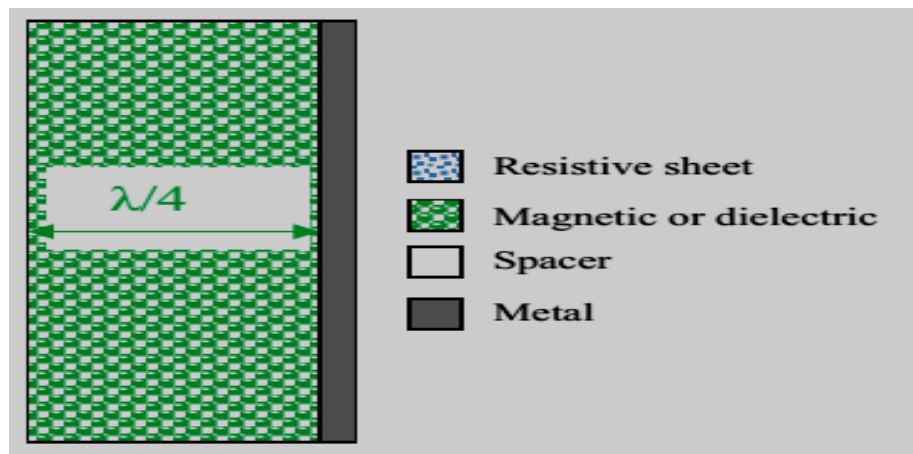 λ/4
Resistive sheet
Magnetic or dielectric
Spacer
Metal